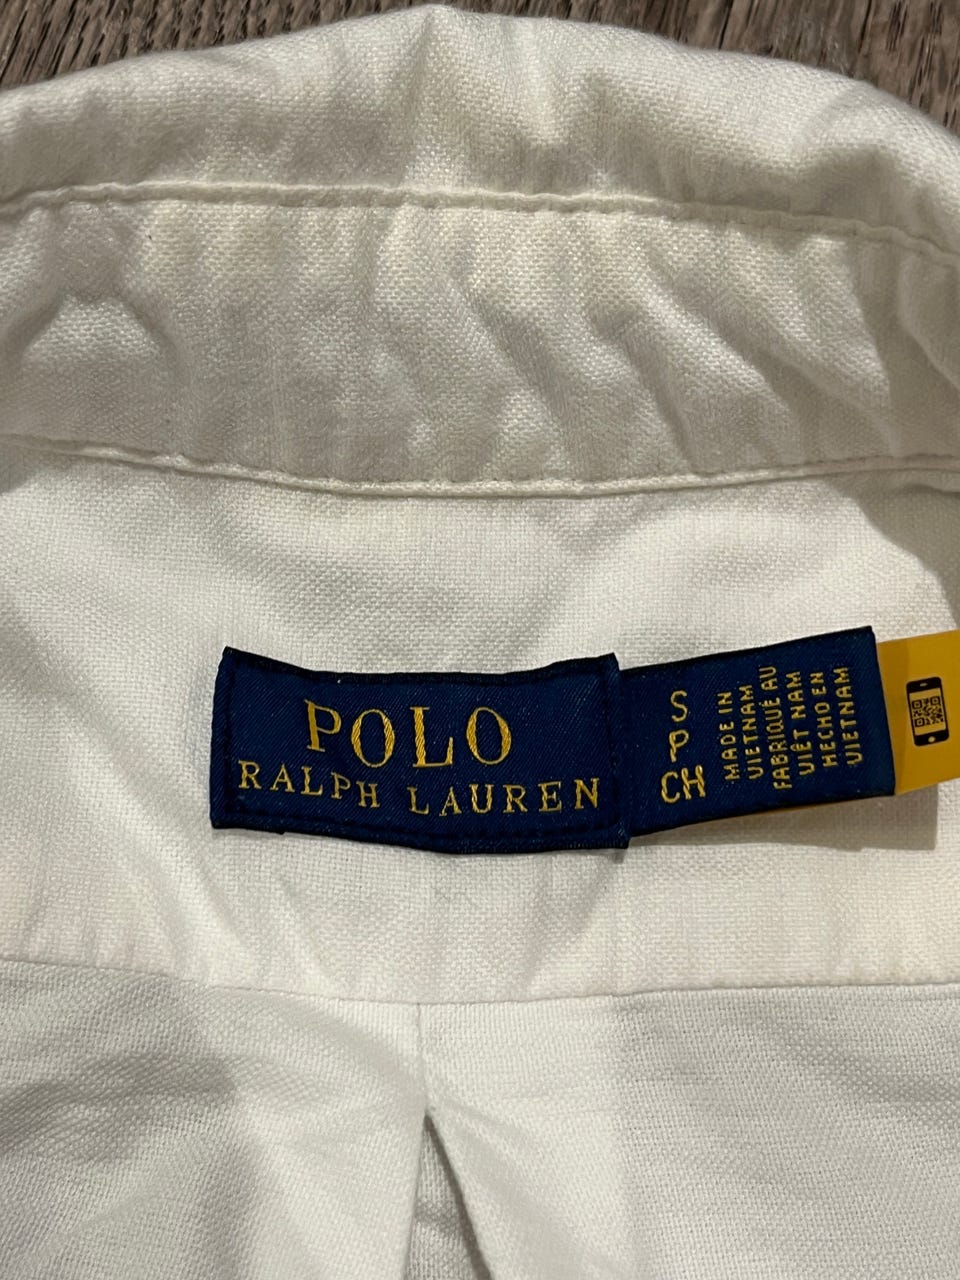 POLO
RALPH LAUREN
S
P
CH
MADE IN
VIETNAM
FABRIQUÉ AU
VIÊT NAM
HECHO EN
VIETNAM